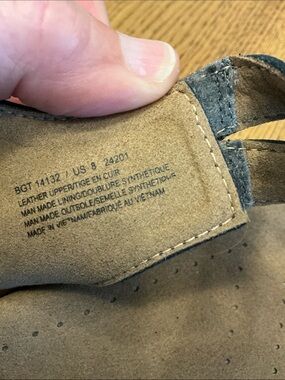 BGT 14132 / US 8 24201
LEATHER UPPER/TIGE EN CUIR
MAN MADE LINING/DOUBLURE SYNTHETIQUE
MAN MADE OUTSOLE/SEMELLE SYNTHETIQUE
MADE IN VIETNAM/FABRIQUE AU VIETNAM